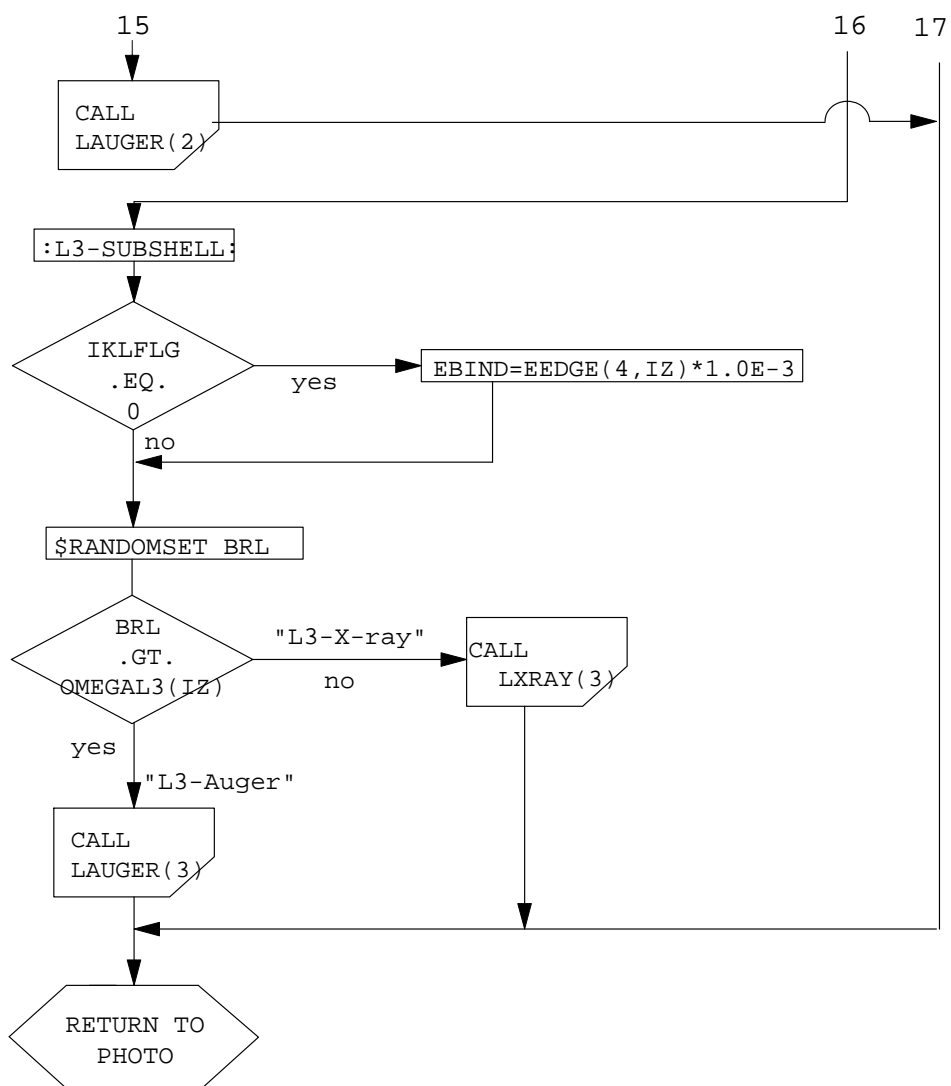 15
16
17
CALL
LAUGER(2)
:L3-SUBSHELL:
IKLFLG
.EQ.
0
yes
EBIND=EEDGE(4,IZ)*1.0E-3
no
$RANDOMSET BRL
BRL
.GT.
OMEGAL3(IZ)
"L3-X-ray"
no
CALL
LXRAY(3)
yes
"L3-Auger"
CALL
LAUGER(3)
RETURN TO
PHOTO